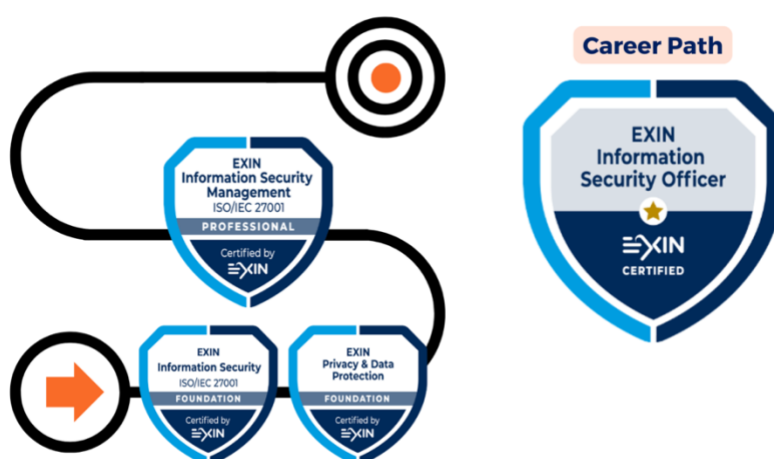 Career Path
EXIN
Information
Security Officer
EXIN
CERTIFIED
EXIN
Information Security
Management
ISO/IEC 27001
PROFESSIONAL
Certified by
EXIN
EXIN
Information Security
ISO/IEC 27001
FOUNDATION
Certified by
EXIN
EXIN
Privacy & Data
Protection
FOUNDATION
Certified by
EXIN